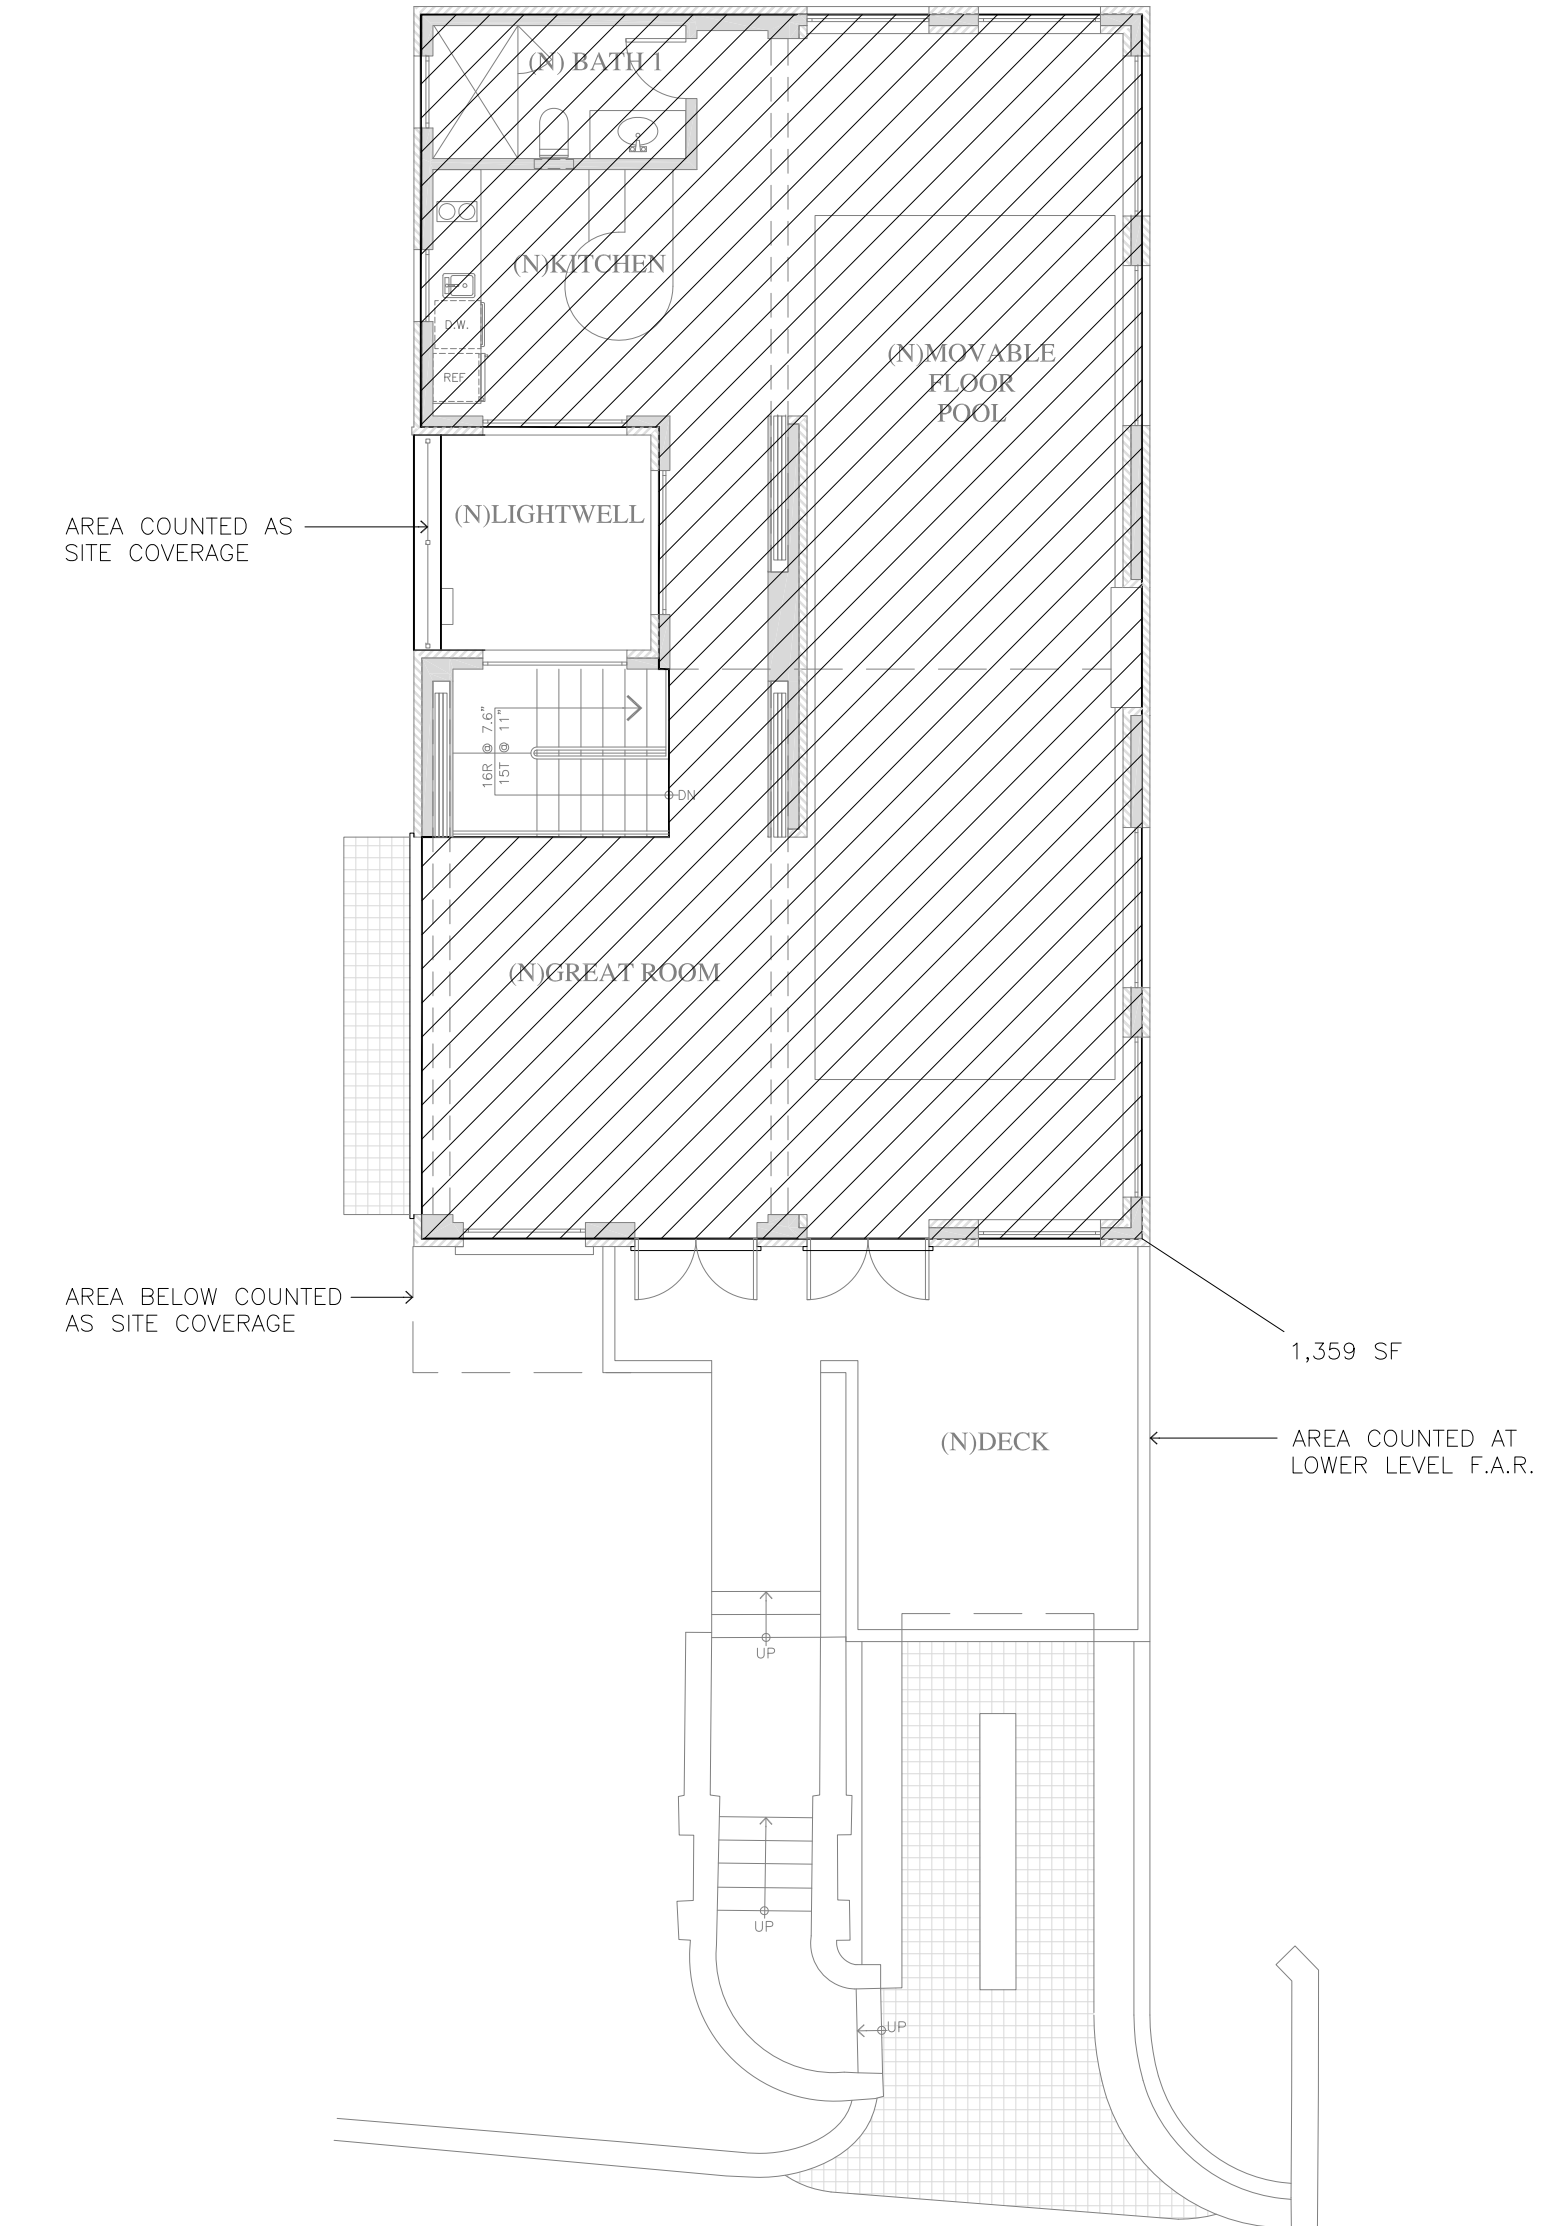 (N) BATH 1
(N)KITCHEN
D.W.
REF.
(N)MOVABLE
FLOOR
POOL
(N)LIGHTWELL
AREA COUNTED AS
SITE COVERAGE
16R @ 7.6"
15T @ 11"
DN
(N)GREAT ROOM
AREA BELOW COUNTED
AS SITE COVERAGE
1,359 SF
(N)DECK
AREA COUNTED AT
LOWER LEVEL F.A.R.
UP
UP
UP